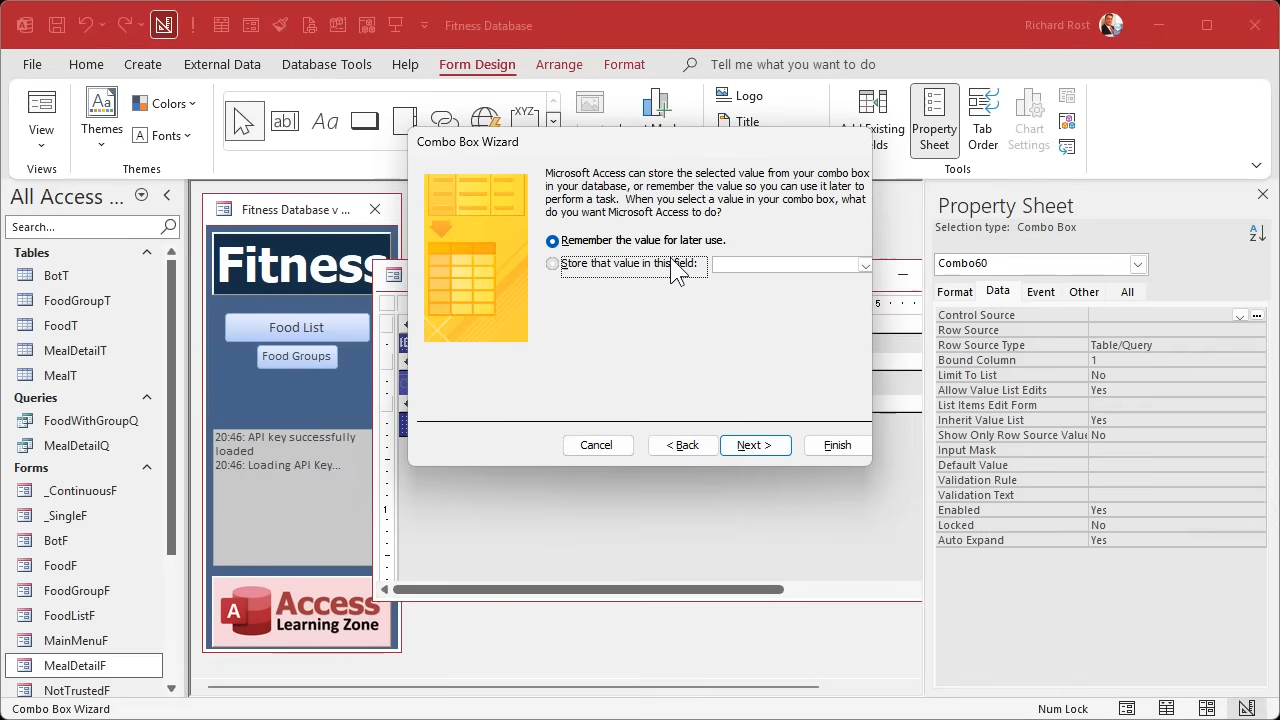 Fitness Database
Richard Rost
File
Home
Create
External Data
Database Tools
Help
Form Design
Arrange
Format
Tell me what you want to do
View
Views
Themes
Colors
Fonts
Themes
ab|
Aa
XYZ
Logo
Title
Property
Sheet
Tab
Order
Chart
Settings
Tools
All Access...
Search...
Tables
BotT
FoodGroupT
FoodT
MealDetailT
MealT
Queries
FoodWithGroupQ
MealDetailQ
Forms
_ContinuousF
_SingleF
BotF
FoodF
FoodGroupF
FoodListF
MainMenuF
MealDetailF
NotTrustedF
Fitness Database v ...
Fitness
Food List
Food Groups
20:46: API key successfully
loaded
20:46: Loading API Key...
A
Access
Learning Zone
Combo Box Wizard
Microsoft Access can store the selected value from your combo box
in your database, or remember the value so you can use it later to
perform a task. When you select a value in your combo box, what
do you want Microsoft Access to do?
Remember the value for later use.
Store that value in this field:
Cancel
< Back
Next >
Finish
5
1
Property Sheet
Selection type: Combo Box
Combo60
Format
Data
Event
Other
All
Control Source
Row Source
Row Source Type Table/Query
Bound Column 1
Limit To List No
Allow Value List Edits Yes
List Items Edit Form
Inherit Value List Yes
Show Only Row Source Value No
Input Mask
Default Value
Validation Rule
Validation Text
Enabled Yes
Locked No
Auto Expand Yes
Combo Box Wizard
Num Lock